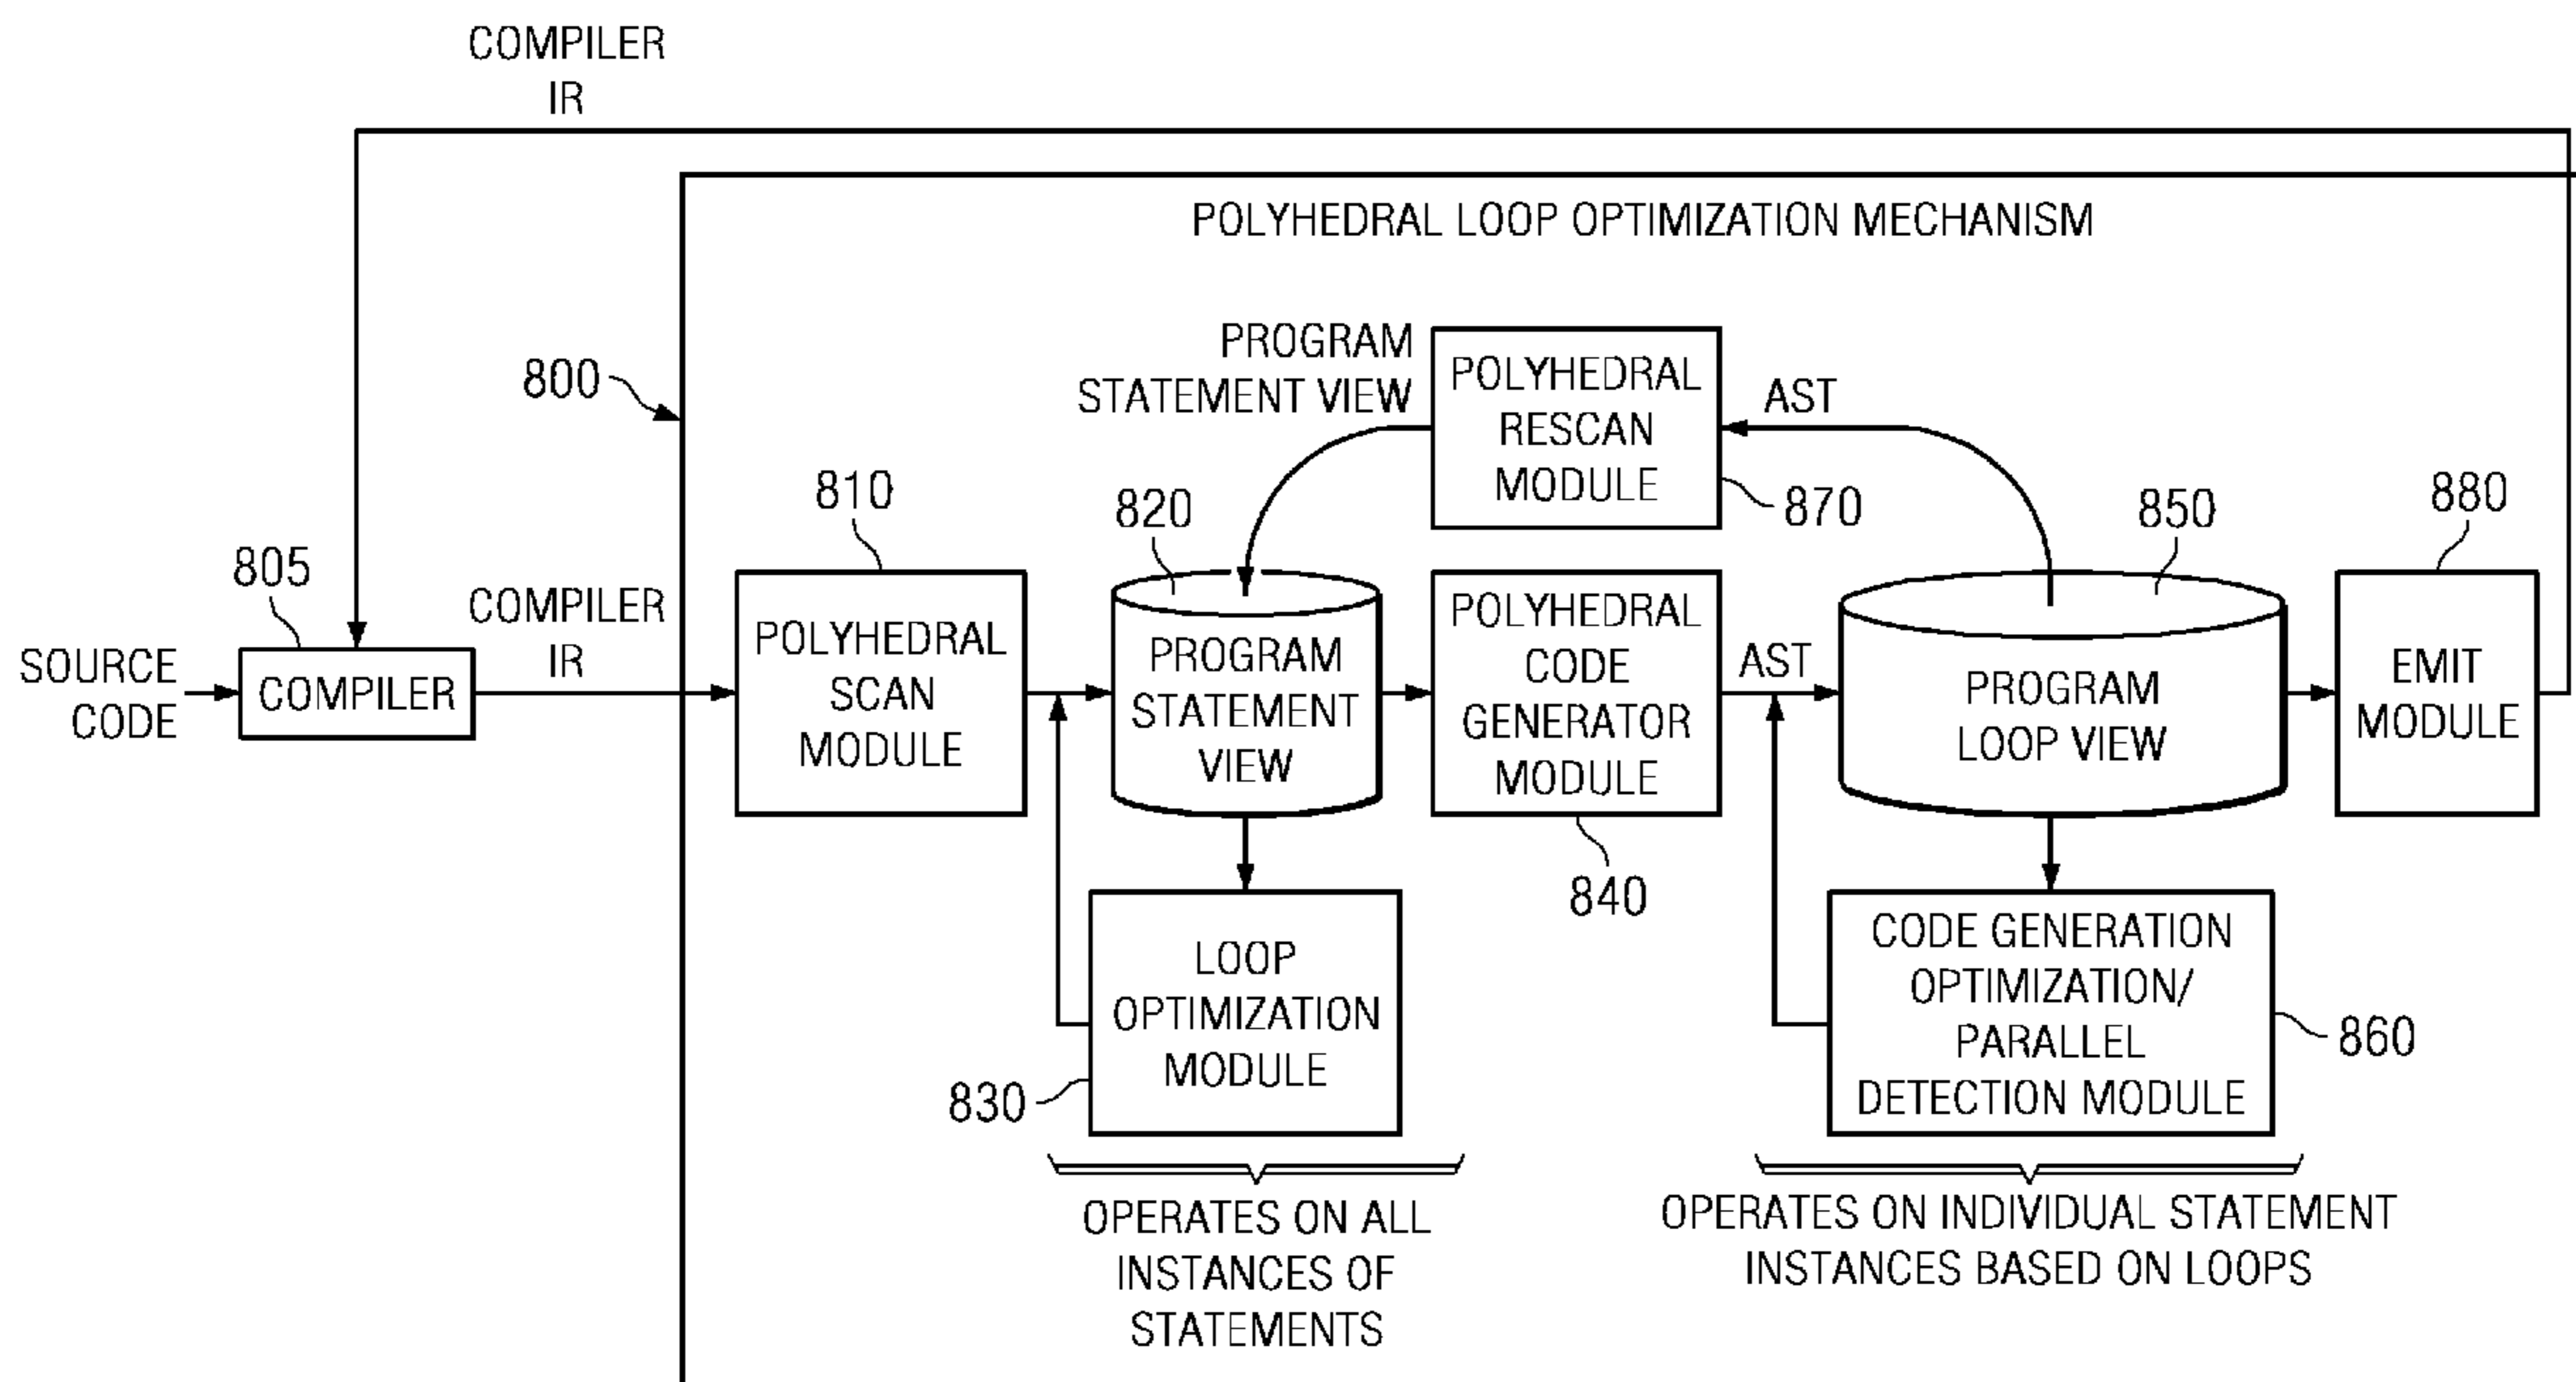 COMPILER
IR
POLYHEDRAL LOOP OPTIMIZATION MECHANISM
800
PROGRAM
STATEMENT VIEW
POLYHEDRAL
RESCAN
MODULE
AST
870
810
820
850
880
805
COMPILER
IR
SOURCE
CODE
COMPILER
POLYHEDRAL
SCAN
MODULE
PROGRAM
STATEMENT
VIEW
POLYHEDRAL
CODE
GENERATOR
MODULE
AST
PROGRAM
LOOP VIEW
EMIT
MODULE
840
LOOP
OPTIMIZATION
MODULE
830
CODE GENERATION
OPTIMIZATION/
PARALLEL
DETECTION MODULE
860
OPERATES ON ALL
INSTANCES OF
STATEMENTS
OPERATES ON INDIVIDUAL STATEMENT
INSTANCES BASED ON LOOPS